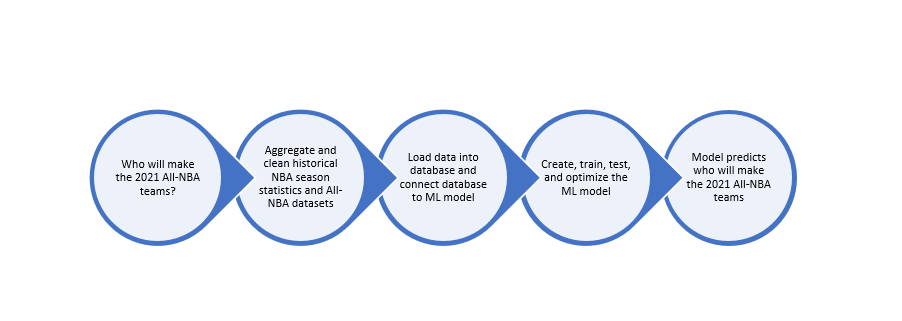 Who will make
the 2021 All-NBA
teams?
Aggregate and
clean historical
NBA season
statistics and All-
NBA datasets
Load data into
database and
connect database
to ML model
Create, train, test,
and optimize the
ML model
Model predicts
who will make
the 2021 All-NBA
teams